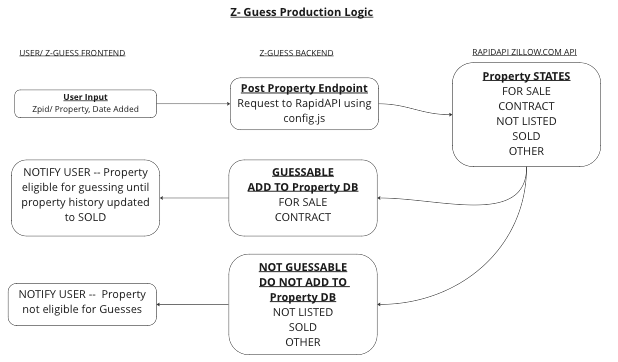 Z- Guess Production Logic
USER/ Z-GUESS FRONTEND
Z-GUESS BACKEND
RAPIDAPI ZILLOW.COM API
User Input
Zpid/ Property, Date Added
Post Property Endpoint
Request to RapidAPI using
config.js
Property STATES
FOR SALE
CONTRACT
NOT LISTED
SOLD
OTHER
NOTIFY USER -- Property
eligible for guessing until
property history updated
to SOLD
GUESSABLE
ADD TO Property DB
FOR SALE
CONTRACT
NOTIFY USER -- Property
not eligible for Guesses
NOT GUESSABLE
DO NOT ADD TO
Property DB
NOT LISTED
SOLD
OTHER